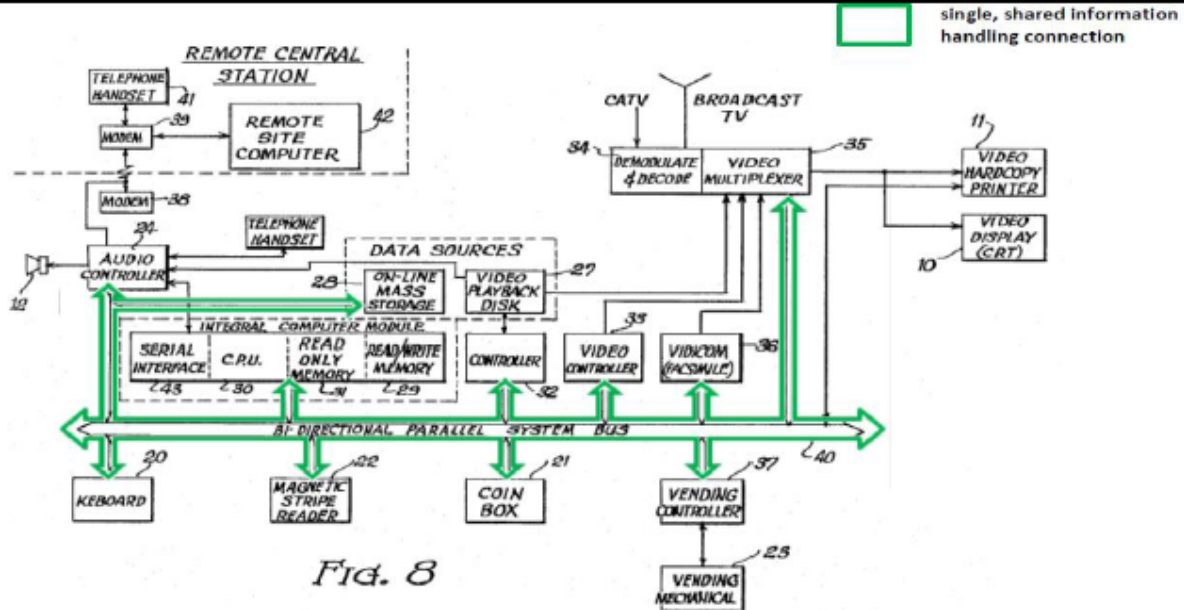 single, shared information
handling connection
REMOTE CENTRAL
STATION
TELEPHONE
HANDSET
41
MODEM
39
REMOTE
SITE
COMPUTER
42
MODEM
38
CATV
BROADCAST
TV
34
DEMODULATE
& DECODE
VIDEO
MULTIPLEXER
35
11
VIDEO
HARDCOPY
PRINTER
VIDEO
DISPLAY
(CRT)
10
24
AUDIO
CONTROLLER
12
TELEPHONE
HANDSET
DATA SOURCES
28
ON-LINE
MASS
STORAGE
VIDEO
PLAYBACK
DISK
27
INTEGRAL COMPUTER MODULE
SERIAL
INTERFACE
43
C.P.U.
30
READ
ONLY
MEMORY
31
READ/WRITE
MEMORY
29
CONTROLLER
32
33
VIDEO
CONTROLLER
VIDICOM
(FACSIMILE)
36
BI-DIRECTIONAL PARALLEL SYSTEM BUS
40
20
KEBOARD
22
MAGNETIC
STRIPE
READER
21
COIN
BOX
37
VENDING
CONTROLLER
23
VENDING
MECHANICAL
FIG. 8